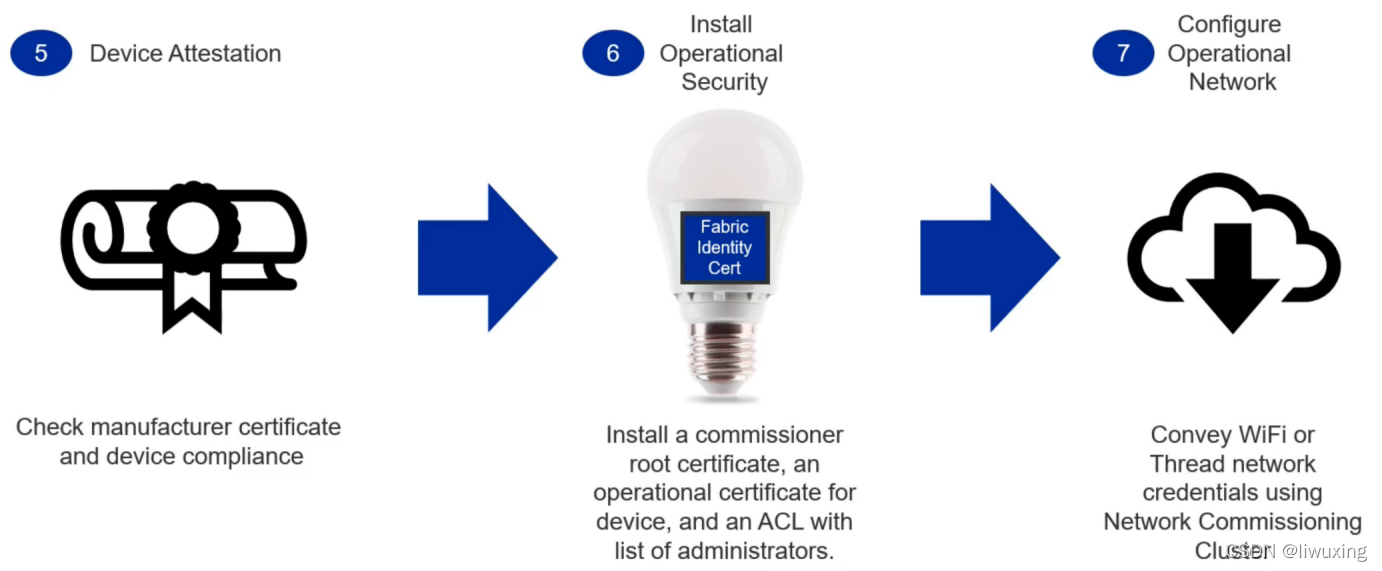 5
Device Attestation
6
Install
Operational
Security
7
Configure
Operational
Network
Fabric
Identity
Cert
Check manufacturer certificate
and device compliance
Install a commissioner
root certificate, an
operational certificate for
device, and an ACL with
list of administrators.
Convey WiFi or
Thread network
credentials using
Network Commissioning
Cluster
CSDN @liwuxing